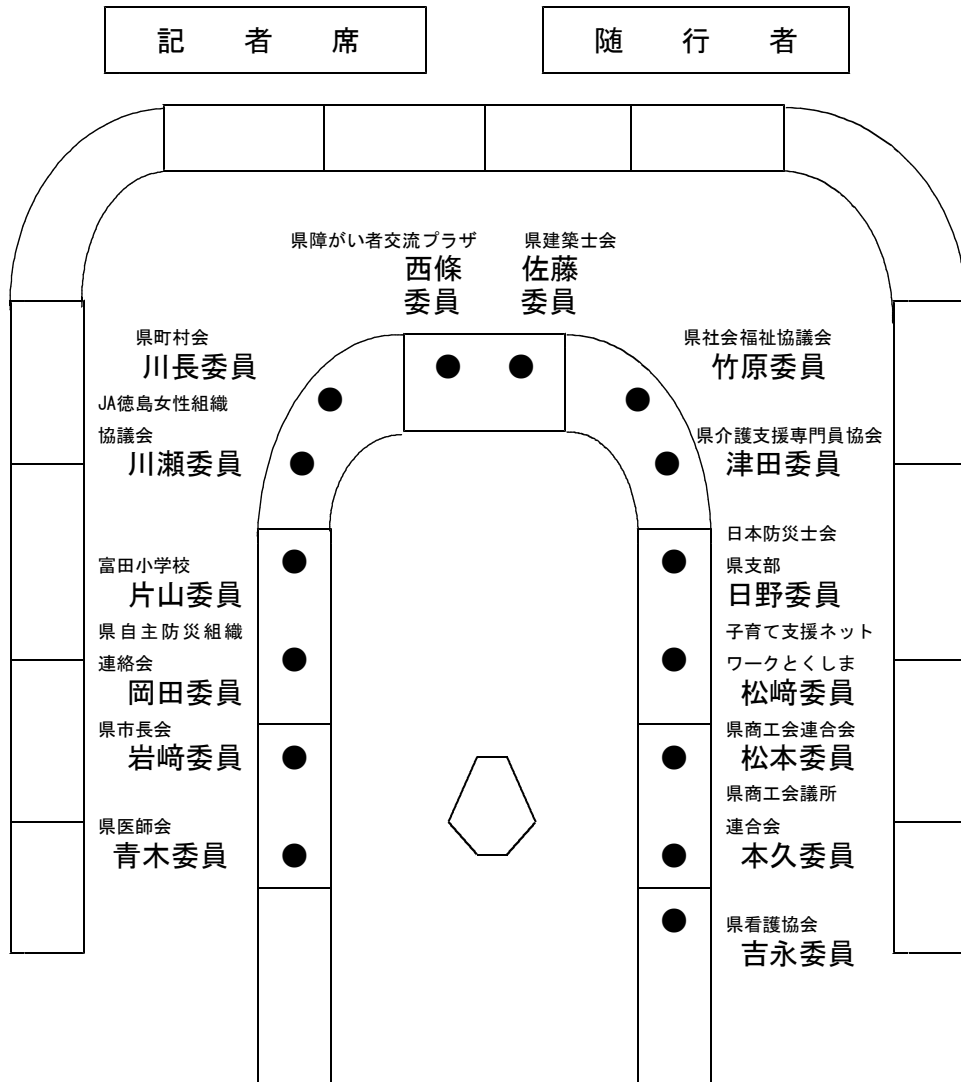 記者席
随行者
県障がい者交流プラザ
西條
委員
県建築士会
佐藤
委員
県町村会
川長委員
JA徳島女性組織
協議会
川瀬委員
富田小学校
片山委員
県自主防災組織
連絡会
岡田委員
県市長会
岩﨑委員
県医師会
青木委員
県社会福祉協議会
竹原委員
県介護支援専門員協会
津田委員
日本防災士会
県支部
日野委員
子育て支援ネット
ワークとくしま
松﨑委員
県商工会連合会
松本委員
県商工会議所
連合会
本久委員
県看護協会
吉永委員